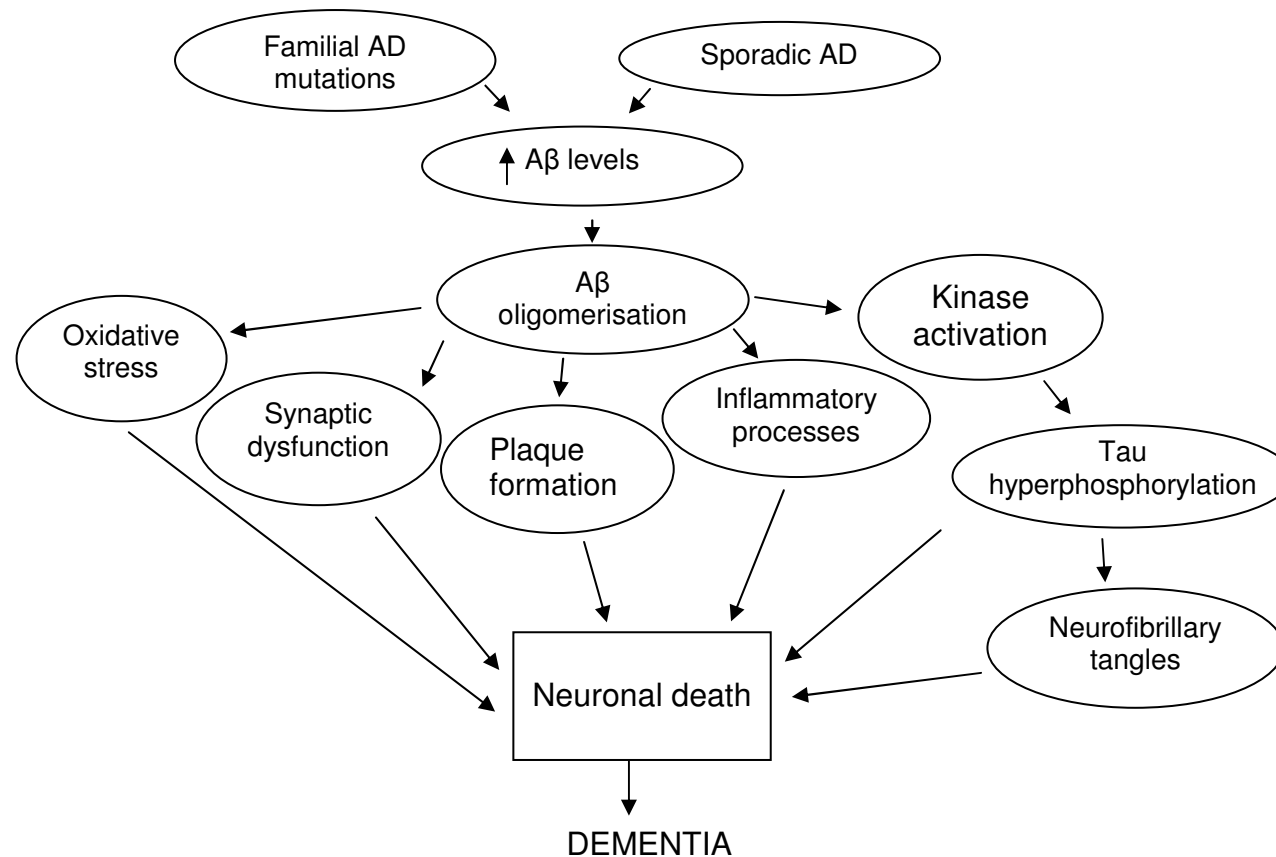 Familial AD
mutations
Sporadic AD
Aβ levels
Aβ
oligomerisation
Kinase
activation
Oxidative
stress
Synaptic
dysfunction
Plaque
formation
Inflammatory
processes
Tau
hyperphosphorylation
Neurofibrillary
tangles
Neuronal death
DEMENTIA